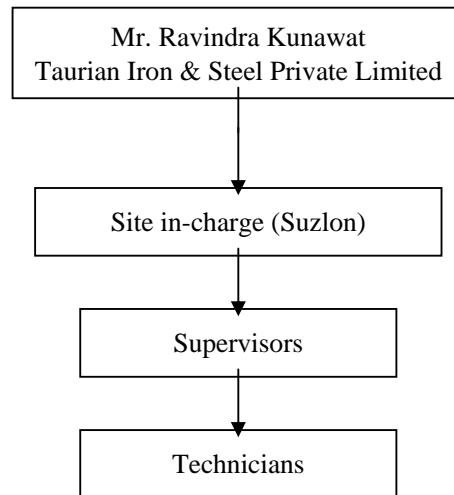 Mr. Ravindra Kunawat
Taurian Iron & Steel Private Limited
Site in-charge (Suzlon)
Supervisors
Technicians